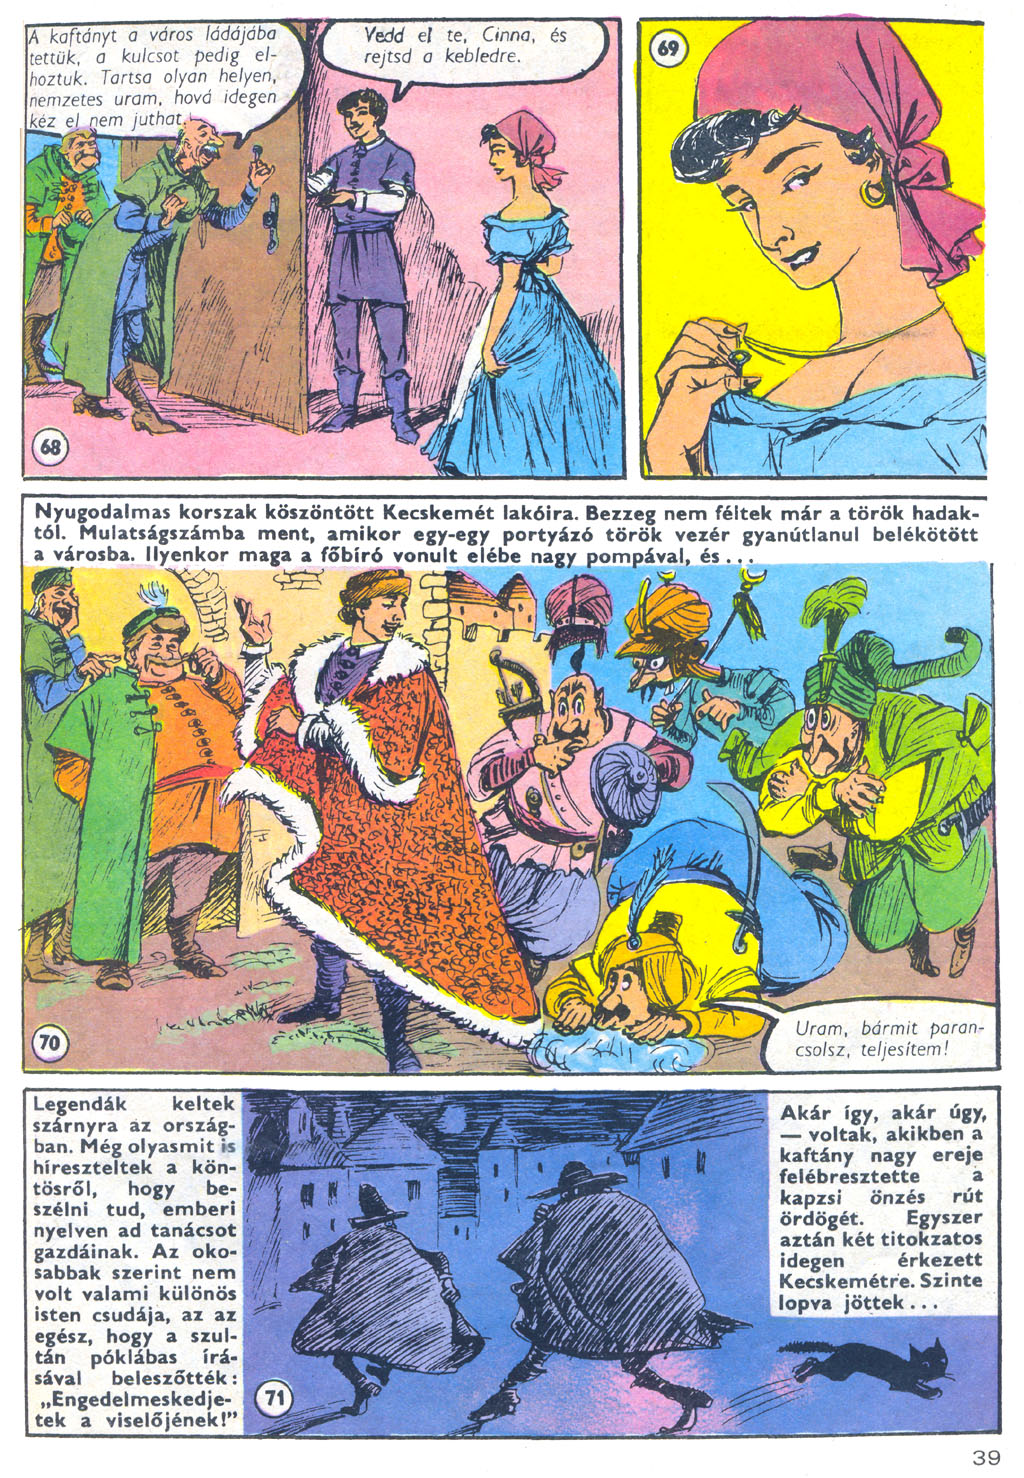 A kaftányt a város ládájába
tettük, a kulcsot pedig el-
hoztuk. Tartsa olyan helyen,
nemzetes uram, hová idegen
kéz el nem juthat.
Vedd el te, Cinna, és
rejtsd a kebledre.
68
69
Nyugodalmas korszak köszöntött Kecskemét lakóira. Bezzeg nem féltek már a török hadak-
tól. Mulatságszámba ment, amikor egy-egy portyázó török vezér gyanútlanul belékötött
a városba. Ilyenkor maga a főbíró vonult elébe nagy pompával, és...
Uram, bármit paran-
csolsz, teljesítem!
70
Legendák keltek
szárnyra az ország-
ban. Még olyasmit is
híreszteltek a kön-
tösről, hogy be-
szélni tud, emberi
nyelven ad tanácsot
gazdáinak. Az oko-
sabbak szerint nem
volt valami különös
isten csudája, az az
egész, hogy a szul-
tán póklábas írá-
sával beleszőtték:
„Engedelmeskedje-
tek a viselőjének!”
71
Akár így, akár úgy,
— voltak, akikben a
kaftány nagy ereje
felébresztette a
kapzsi önzés rút
ördögét. Egyszer
aztán két titokzatos
idegen érkezett
Kecskemétre. Szinte
lopva jöttek...
39